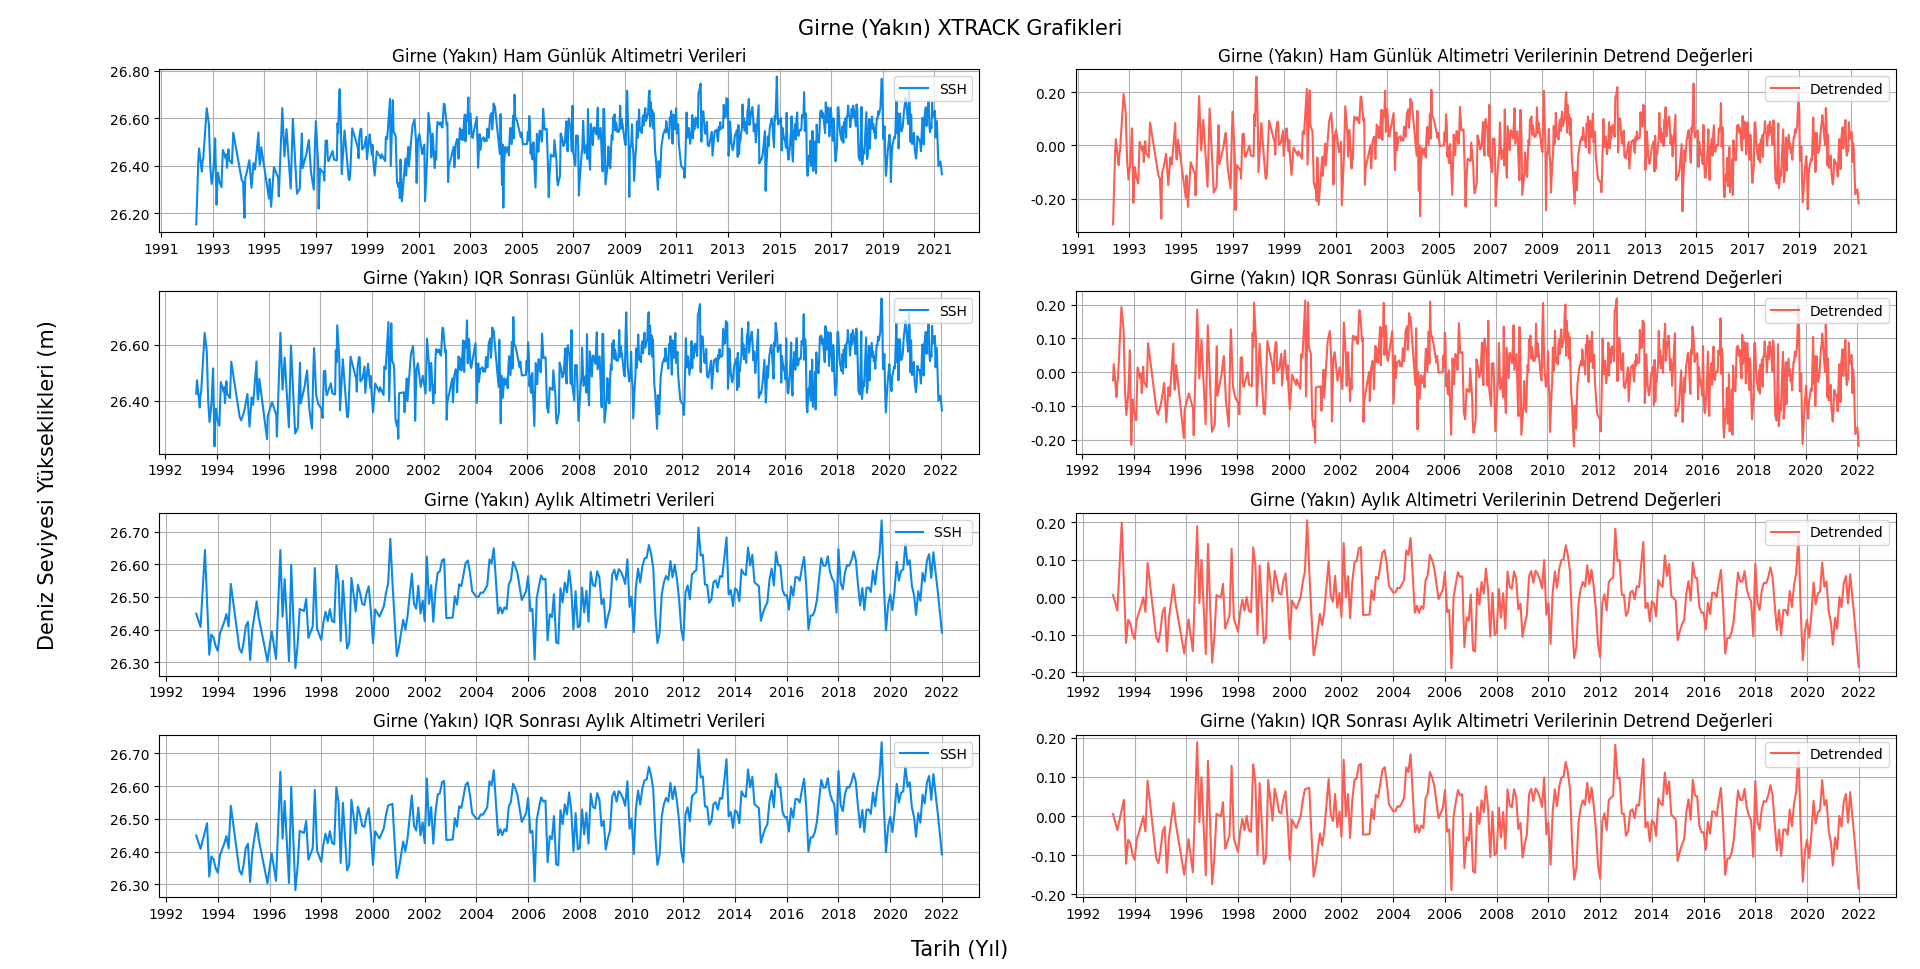 Girne (Yakın) XTRACK Grafikleri
Girne (Yakın) Ham Günlük Altimetri Verileri
26.80
26.60
26.40
26.20
SSH
1991 1993 1995 1997 1999 2001 2003 2005 2007 2009 2011 2013 2015 2017 2019 2021
Girne (Yakın) Ham Günlük Altimetri Verilerinin Detrend Değerleri
0.20
0.00
-0.20
Detrended
1991 1993 1995 1997 1999 2001 2003 2005 2007 2009 2011 2013 2015 2017 2019 2021
Girne (Yakın) IQR Sonrası Günlük Altimetri Verileri
26.60
26.40
SSH
1992 1994 1996 1998 2000 2002 2004 2006 2008 2010 2012 2014 2016 2018 2020 2022
Girne (Yakın) IQR Sonrası Günlük Altimetri Verilerinin Detrend Değerleri
0.20
0.10
0.00
-0.10
-0.20
Detrended
1992 1994 1996 1998 2000 2002 2004 2006 2008 2010 2012 2014 2016 2018 2020 2022
Girne (Yakın) Aylık Altimetri Verileri
26.70
26.60
26.50
26.40
26.30
SSH
1992 1994 1996 1998 2000 2002 2004 2006 2008 2010 2012 2014 2016 2018 2020 2022
Girne (Yakın) Aylık Altimetri Verilerinin Detrend Değerleri
0.20
0.10
0.00
-0.10
-0.20
Detrended
1992 1994 1996 1998 2000 2002 2004 2006 2008 2010 2012 2014 2016 2018 2020 2022
Girne (Yakın) IQR Sonrası Aylık Altimetri Verileri
26.70
26.60
26.50
26.40
26.30
SSH
1992 1994 1996 1998 2000 2002 2004 2006 2008 2010 2012 2014 2016 2018 2020 2022
Girne (Yakın) IQR Sonrası Aylık Altimetri Verilerinin Detrend Değerleri
0.20
0.10
0.00
-0.10
-0.20
Detrended
1992 1994 1996 1998 2000 2002 2004 2006 2008 2010 2012 2014 2016 2018 2020 2022
Deniz Seviyesi Yükseklikleri (m)
Tarih (Yıl)